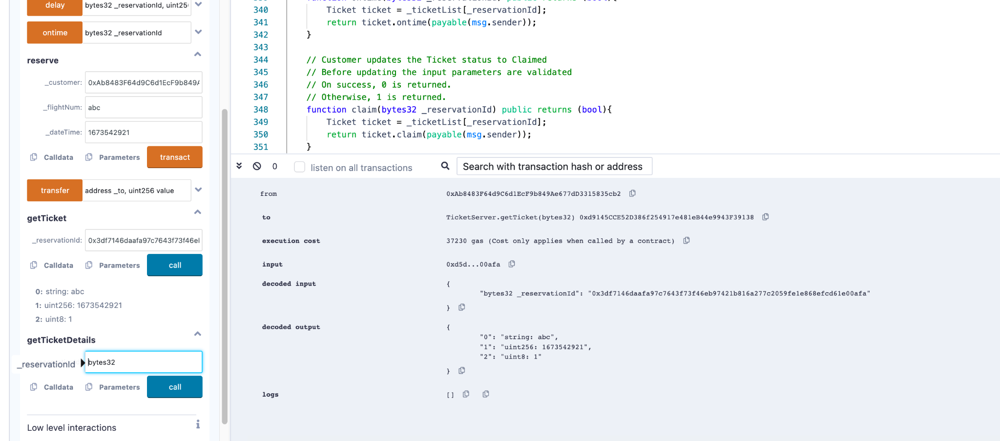 delay bytes32 _reservationId, uint25
ontime bytes32 _reservationId
reserve
_customer: 0xAb8483F64d9C6d1EcF9b849A
_flightNum: abc
_dateTime: 1673542921
Calldata Parameters transact
transfer address _to, uint256 value
getTicket
_reservationId: 0x3df7146daafa97c7643f73f46el
Calldata Parameters call
0: string: abc
1: uint256: 1673542921
2: uint8: 1
getTicketDetails
_reservationId bytes32
Calldata Parameters call
Low level interactions
340 Ticket ticket = _ticketList[_reservationId];
341 return ticket.ontime(payable(msg.sender));
342 }
343
344 // Customer updates the Ticket status to Claimed
345 // Before updating the input parameters are validated
346 // On success, 0 is returned.
347 // Otherwise, 1 is returned.
348 function claim(bytes32 _reservationId) public returns (bool){
349 Ticket ticket = _ticketList[_reservationId];
350 return ticket.claim(payable(msg.sender));
351 }
0 listen on all transactions Search with transaction hash or address
from 0xAb8483F64d9C6d1EcF9b849Ae677dD3315835cb2
to TicketServer.getTicket(bytes32) 0xd9145CCE52D386f254917e481eB44e9943F39138
execution cost 37230 gas (Cost only applies when called by a contract)
input 0xd5d...00afa
decoded input {
"bytes32 _reservationId": "0x3df7146daafa97c7643f73f46eb97421b816a277c2059fe1e868efcd61e00afa"
}
decoded output {
"0": "string: abc",
"1": "uint256: 1673542921",
"2": "uint8: 1"
}
logs []